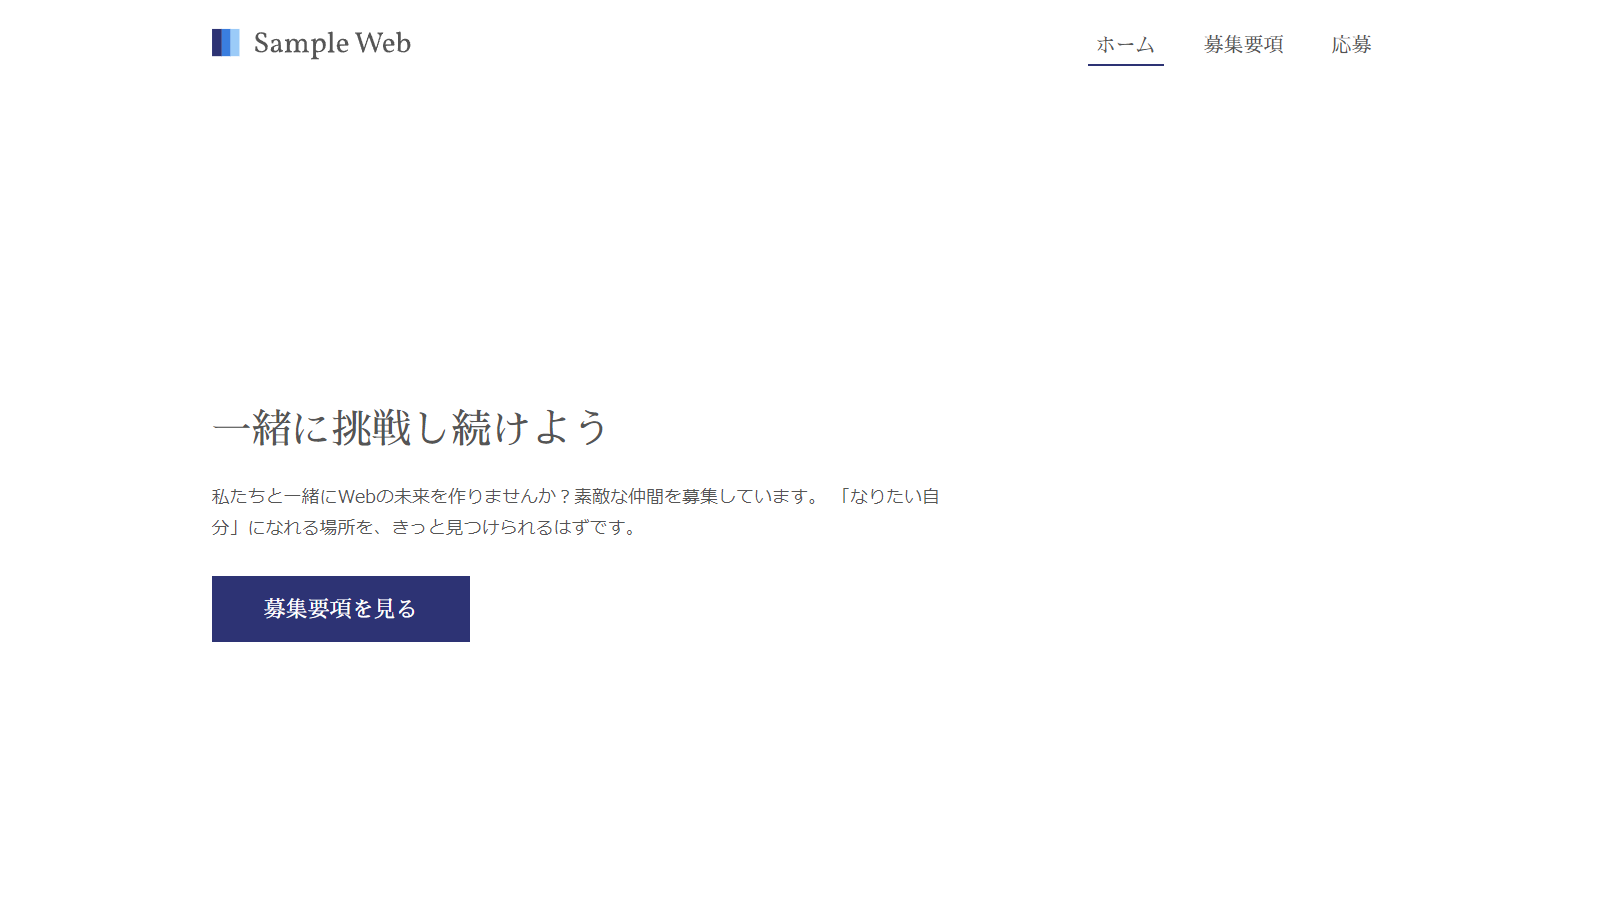 Sample Web
ホーム
募集要項
応募
一緒に挑戦し続けよう
私たちと一緒にWebの未来を作りませんか？素敵な仲間を募集しています。 「なりたい自
分」になれる場所を、きっと見つけられるはずです。
募集要項を見る